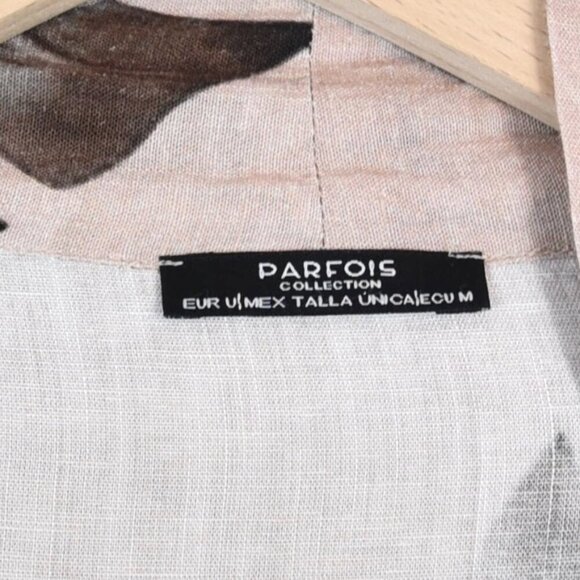 PARFOIS
COLLECTION
EUR U|MEX TALLA ÚNICA|ECU M